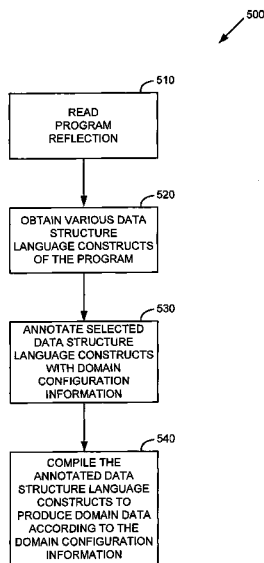 500
510
READ
PROGRAM
REFLECTION
520
OBTAIN VARIOUS DATA
STRUCTURE
LANGUAGE CONSTRUCTS
OF THE PROGRAM
530
ANNOTATE SELECTED
DATA STRUCTURE
LANGUAGE CONSTRUCTS
WITH DOMAIN
CONFIGURATION
INFORMATION
540
COMPILE THE
ANNOTATED DATA
STRUCTURE LANGUAGE
CONSTRUCTS TO
PRODUCE DOMAIN DATA
ACCORDING TO THE
DOMAIN CONFIGURATION
INFORMATION